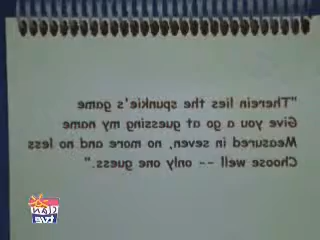 "Therein lies the spunkie's game
Give you a go at guessing my name
Measured in seven, no more and no less
Choose well -- only one guess."